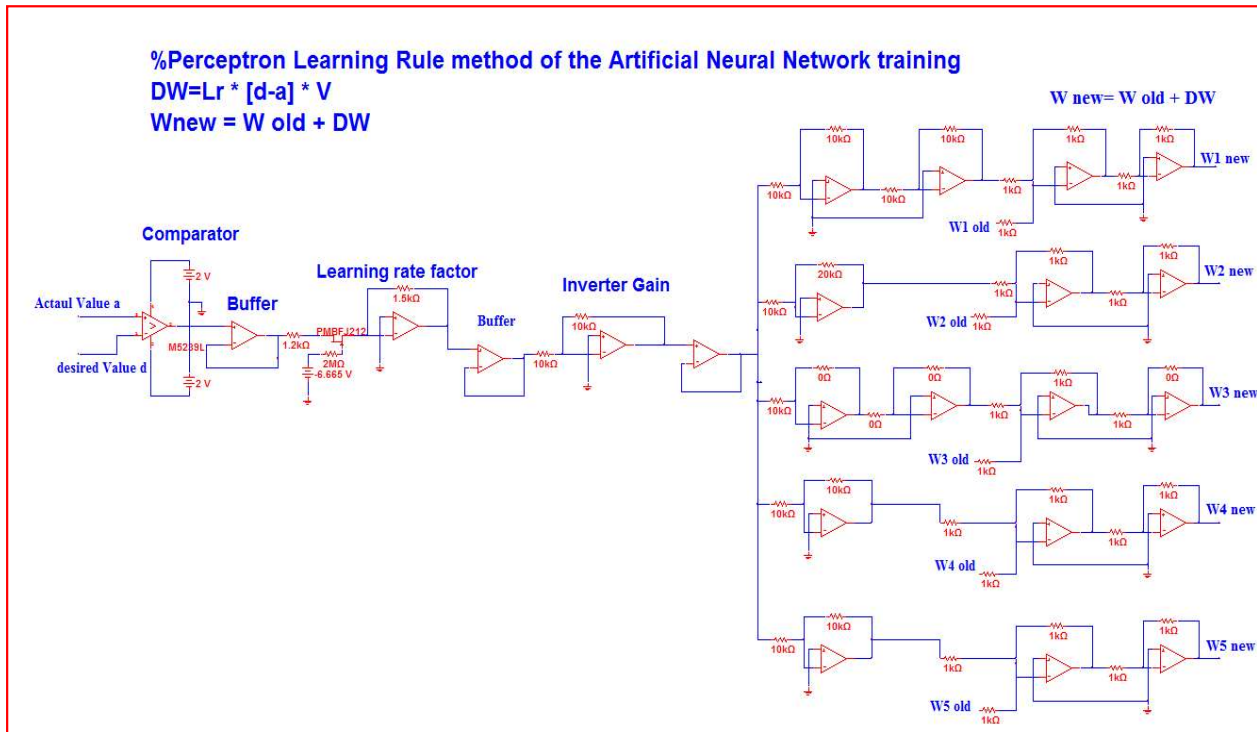 %Perceptron Learning Rule method of the Artificial Neural Network training
DW=Lr * [d-a] * V
Wnew = W old + DW
W new= W old + DW
Comparator
2 V
Actaul Value a
desired Value d
M5239L
2 V
Buffer
1.2kΩ
Learning rate factor
1.5kΩ
PMBFJ212
2MΩ
-6.665 V
Buffer
10kΩ
Inverter Gain
10kΩ
10kΩ
10kΩ
1kΩ
1kΩ
W1 new
10kΩ
10kΩ
1kΩ
1kΩ
W1 old
1kΩ
20kΩ
1kΩ
1kΩ
W2 new
10kΩ
1kΩ
1kΩ
W2 old
1kΩ
0Ω
0Ω
1kΩ
0Ω
W3 new
10kΩ
0Ω
1kΩ
1kΩ
W3 old
1kΩ
10kΩ
1kΩ
1kΩ
W4 new
10kΩ
1kΩ
1kΩ
W4 old
1kΩ
10kΩ
1kΩ
1kΩ
W5 new
10kΩ
1kΩ
1kΩ
W5 old
1kΩ